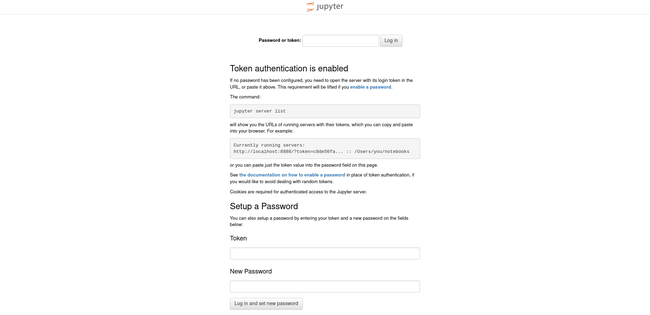 jupyter
Password or token: Log in
Token authentication is enabled
If no password has been configured, you need to open the server with its login token in the
URL, or paste it above. This requirement will be lifted if you enable a password.
The command:
jupyter server list
will show you the URLs of running servers with their tokens, which you can copy and paste
into your browser. For example:
Currently running servers:
http://localhost:8888/?token=c8de56fa... :: /Users/you/notebooks
or you can paste just the token value into the password field on this page.
See the documentation on how to enable a password in place of token authentication, if
you would like to avoid dealing with random tokens.
Cookies are required for authenticated access to the Jupyter server.
Setup a Password
You can also setup a password by entering your token and a new password on the fields
below:
Token
New Password
Log in and set new password